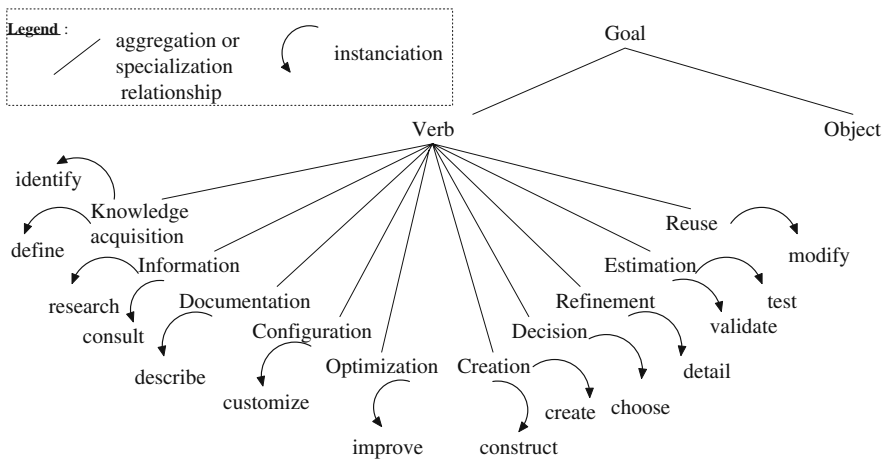 Legend :
aggregation or
specialization
relationship
instanciation
Goal
Verb
Object
identify
Knowledge
acquisition
define
Reuse
modify
Information
Estimation
research
consult
Documentation
Refinement
test
validate
Configuration
Decision
describe
Optimization
Creation
detail
customize
create
choose
improve
construct